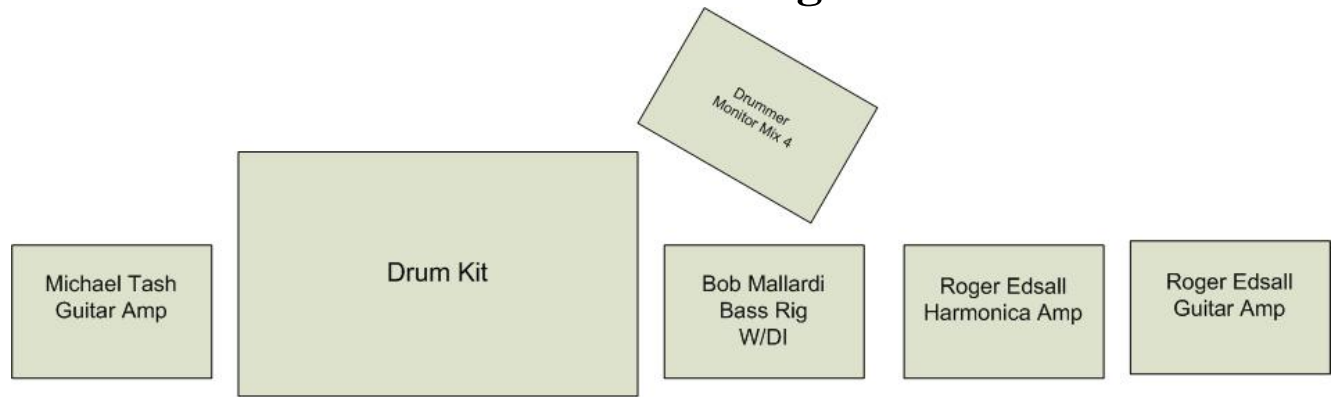 Drummer
Monitor Mix 4
Michael Tash
Guitar Amp
Drum Kit
Bob Mallardi
Bass Rig
W/DI
Roger Edsall
Harmonica Amp
Roger Edsall
Guitar Amp